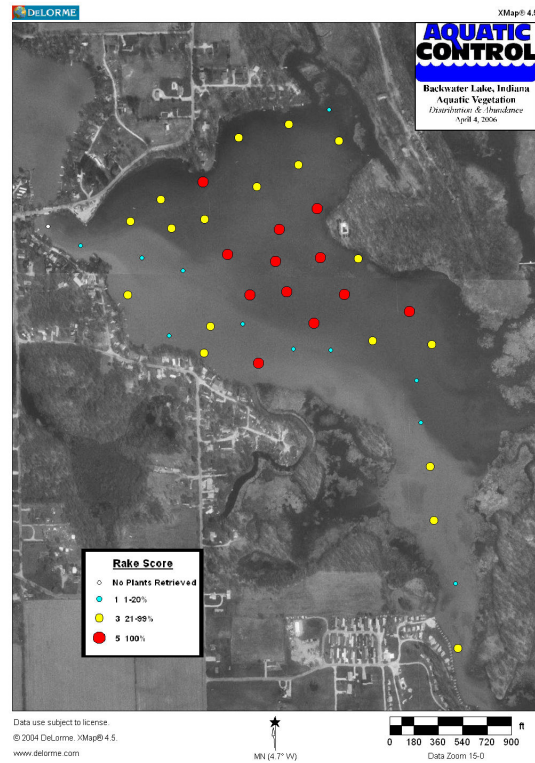 DELORME
XMap® 4.5
AQUATIC
CONTROL
Backwater Lake, Indiana
Aquatic Vegetation
Distribution & Abundance
April 4, 2006
Rake Score
No Plants Retrieved
1 1-20%
3 21-99%
5 100%
Data use subject to license.
© 2004 DeLorme. XMap® 4.5.
www.delorme.com
MN (4.7° W)
ft
0 180 360 540 720 900
Data Zoom 15-0